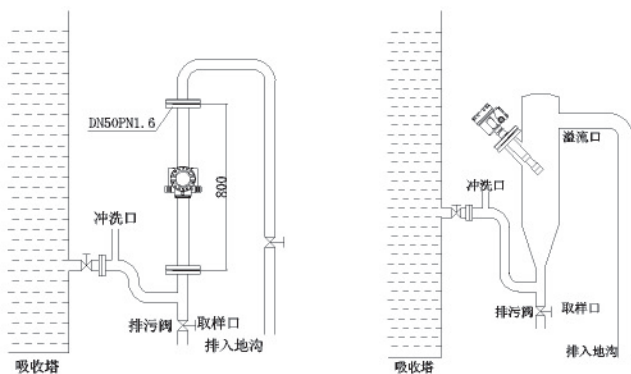 DN50PN1.6
800
冲洗口
排污阀
取样口
排入地沟
吸收塔
溢流口
冲洗口
排污阀
取样口
排入地沟
吸收塔